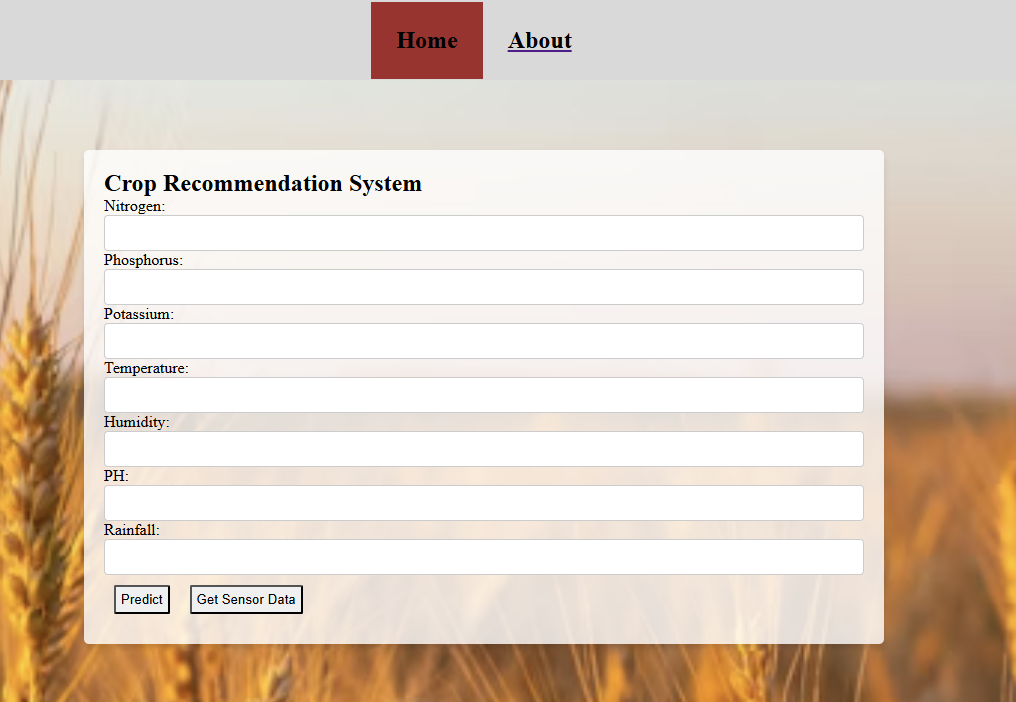 Home About
Crop Recommendation System
Nitrogen:
Phosphorus:
Potassium:
Temperature:
Humidity:
PH:
Rainfall:
Predict Get Sensor Data